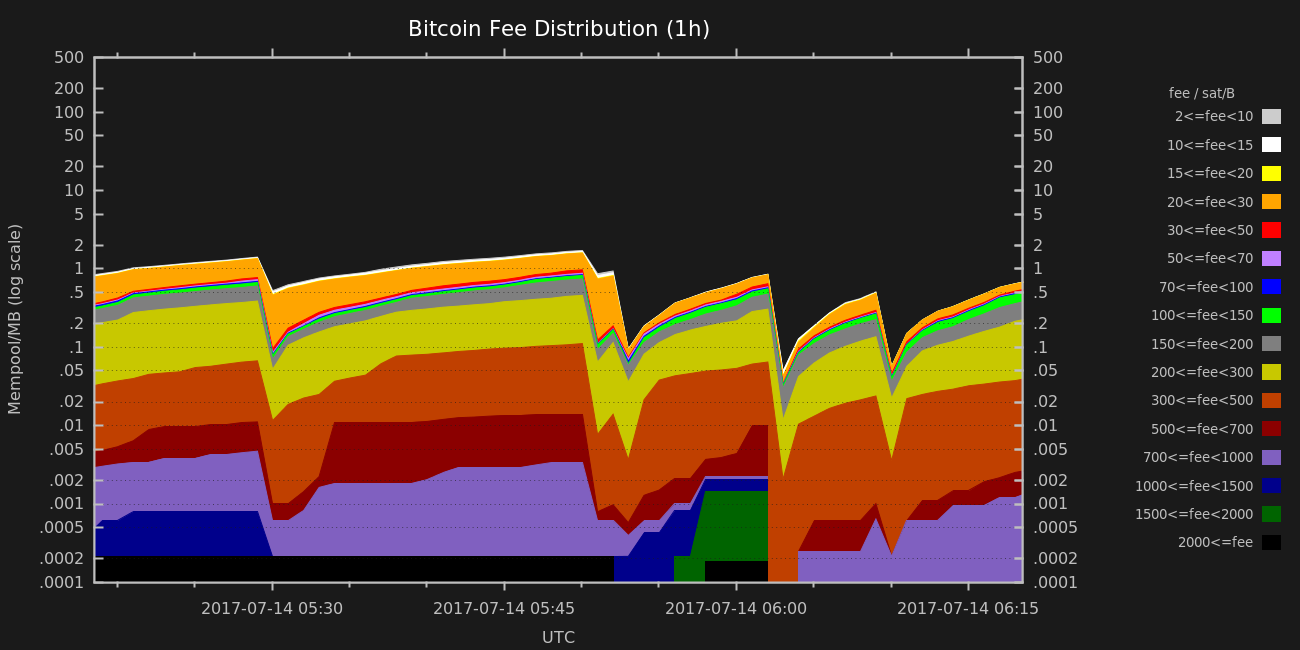 Bitcoin Fee Distribution (1h)
Mempool/MB (log scale)
500
200
100
50
20
10
5
2
1
.5
.2
.1
.05
.02
.01
.005
.002
.001
.0005
.0002
.0001
500
200
100
50
20
10
5
2
1
.5
.2
.1
.05
.02
.01
.005
.002
.001
.0005
.0002
.0001
2017-07-14 05:30
2017-07-14 05:45
2017-07-14 06:00
2017-07-14 06:15
UTC
fee / sat/B
2<=fee<10
10<=fee<15
15<=fee<20
20<=fee<30
30<=fee<50
50<=fee<70
70<=fee<100
100<=fee<150
150<=fee<200
200<=fee<300
300<=fee<500
500<=fee<700
700<=fee<1000
1000<=fee<1500
1500<=fee<2000
2000<=fee